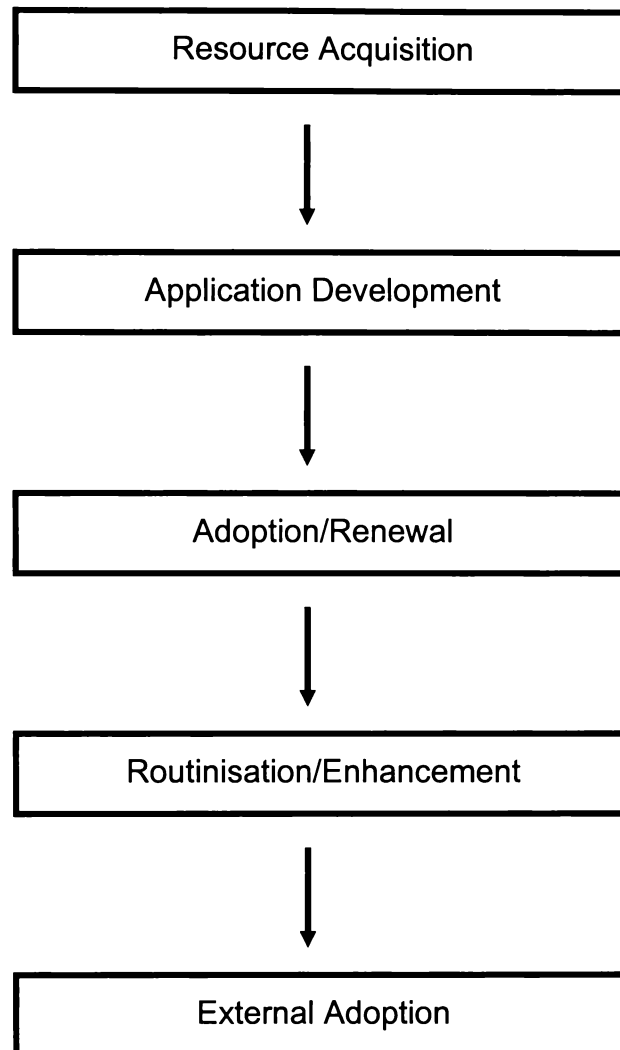 Resource Acquisition
Application Development
Adoption/Renewal
Routinisation/Enhancement
External Adoption